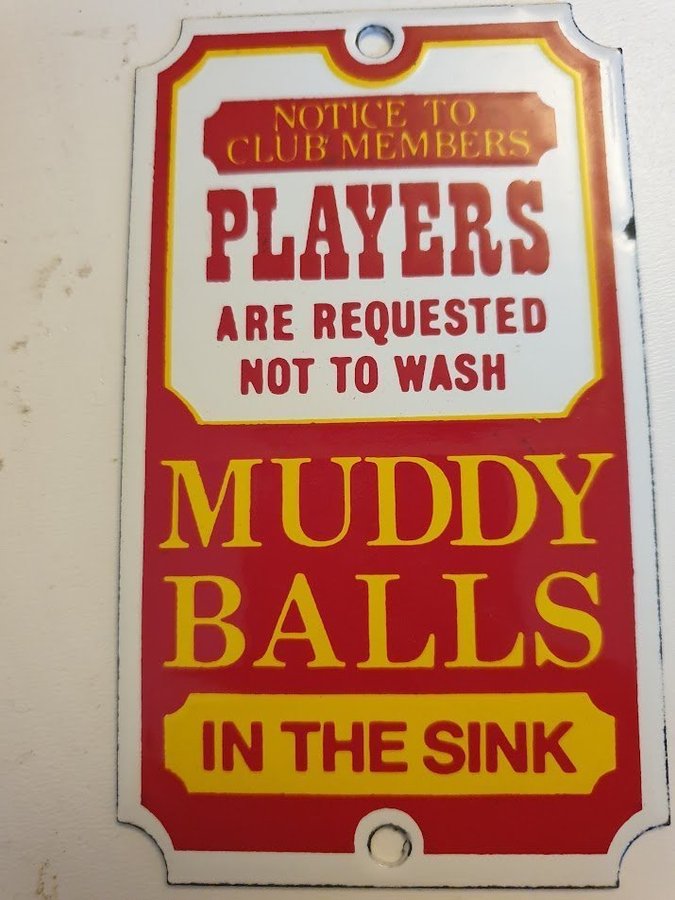 NOTICE TO
CLUB MEMBERS
PLAYERS
ARE REQUESTED
NOT TO WASH
MUDDY
BALLS
IN THE SINK